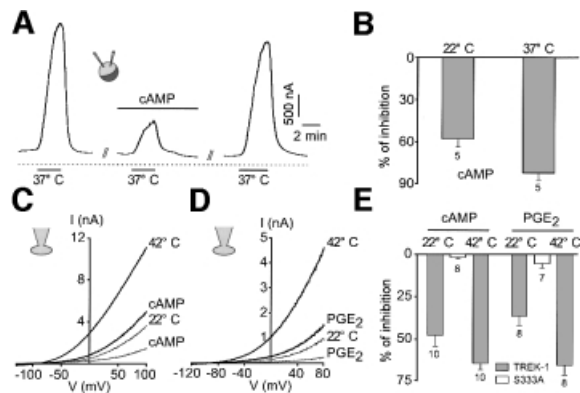 A
cAMP
500 nA
2 min
//
//
37° C
37° C
37° C
B
22° C
37° C
0
30
60
90
% of inhibition
5
5
cAMP
C
I (nA)
12
8
4
42° C
cAMP
22° C
cAMP
-100
-50
50
100
V (mV)
D
I (nA)
5
4
3
2
1
42° C
PGE2
22° C
PGE2
-120
-80
-40
40
80
V (mV)
E
cAMP
PGE2
22° C
42° C
22° C
42° C
0
25
50
75
% of inhibition
10
8
10
8
7
8
TREK-1
S333A